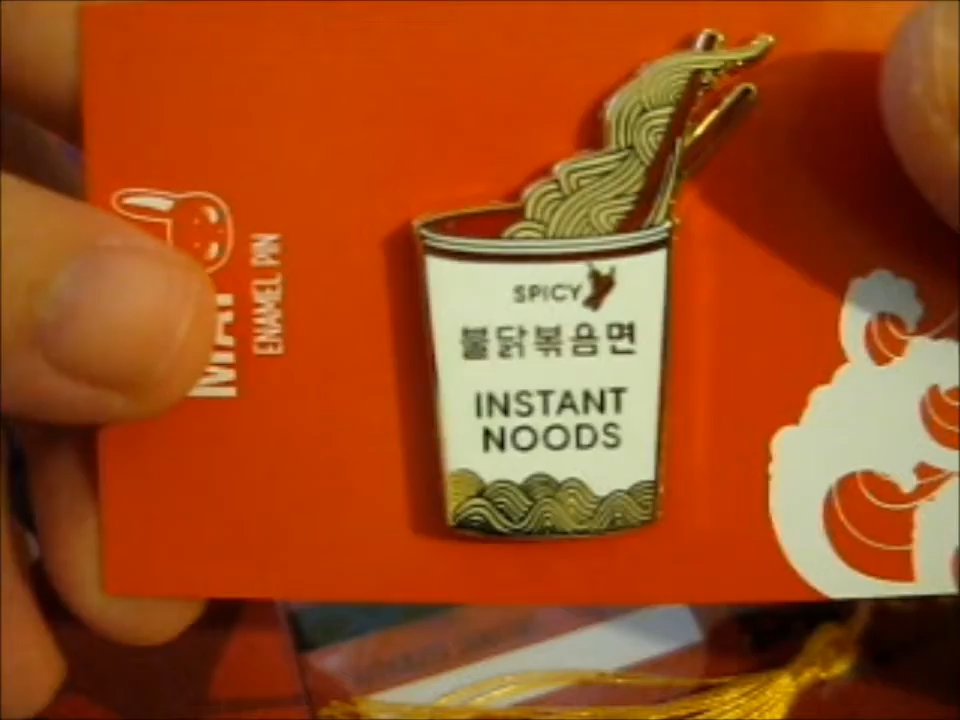 SPICY
불닭볶음면
INSTANT
NOODS
ENAMEL PIN